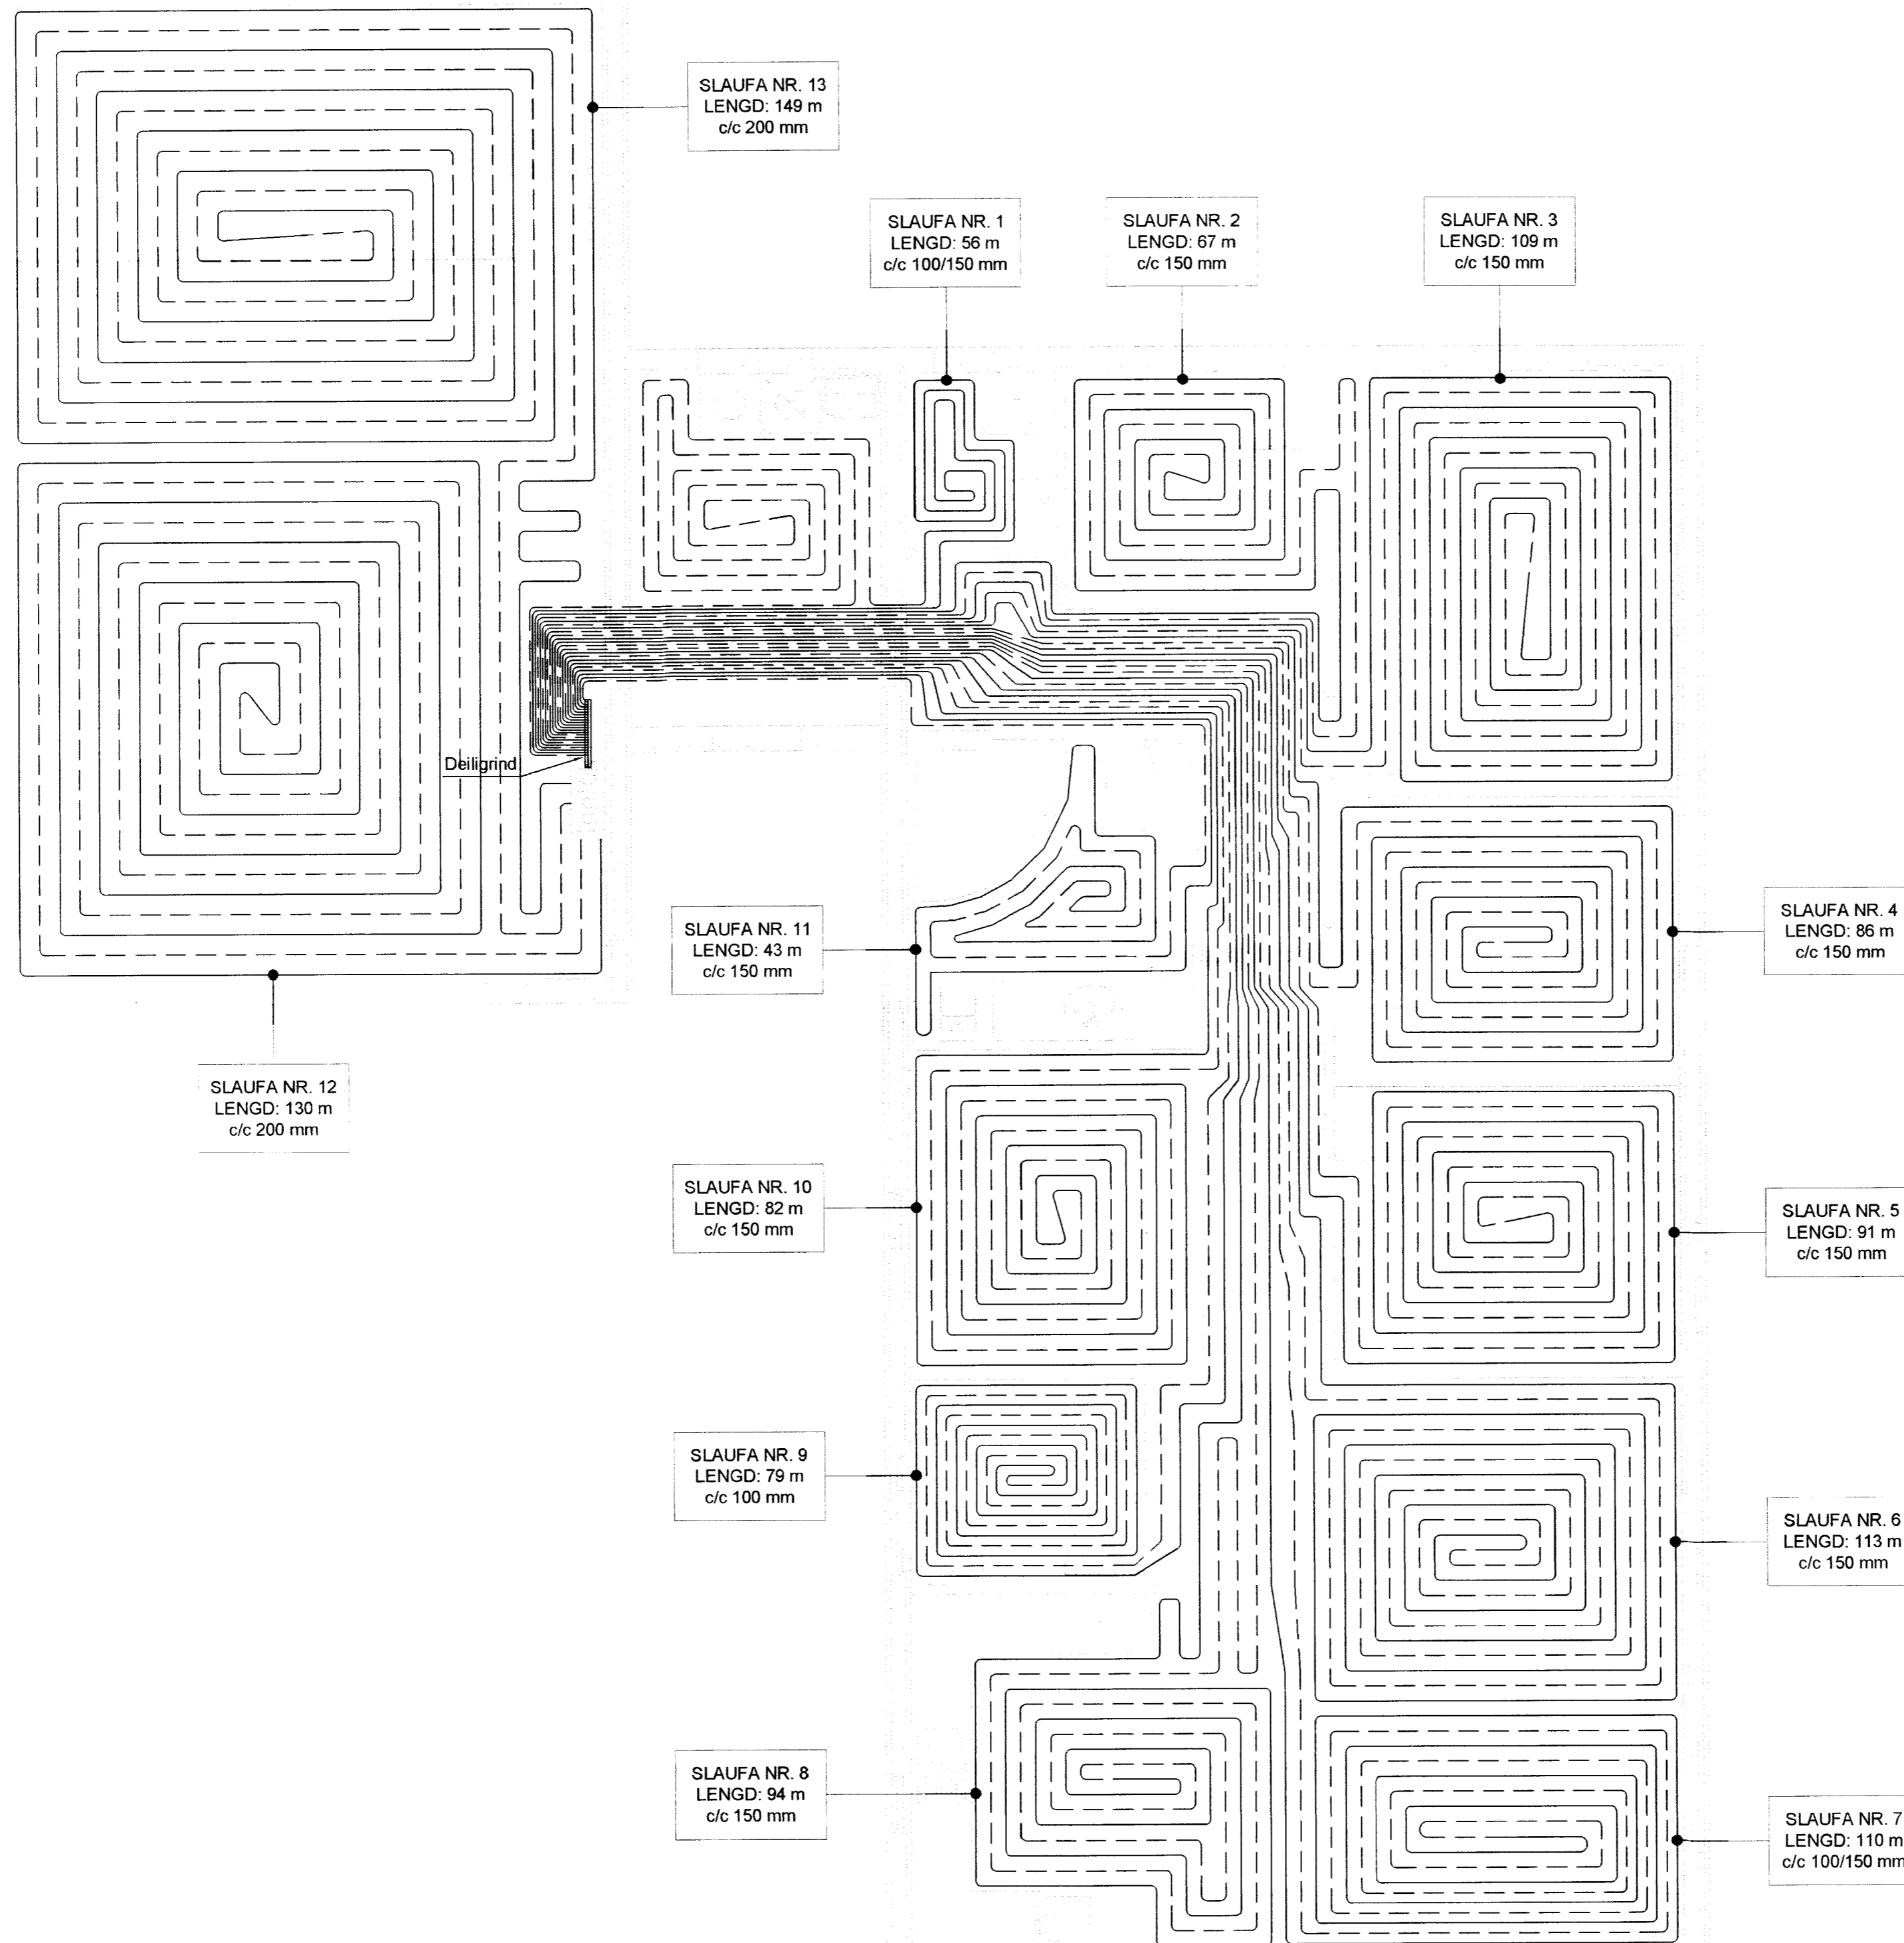 SLAUFA NR. 13
LENGD: 149 m
c/c 200 mm
SLAUFA NR. 1
LENGD: 56 m
c/c 100/150 mm
SLAUFA NR. 2
LENGD: 67 m
c/c 150 mm
SLAUFA NR. 3
LENGD: 109 m
c/c 150 mm
Deiligrind
SLAUFA NR. 11
LENGD: 43 m
c/c 150 mm
SLAUFA NR. 4
LENGD: 86 m
c/c 150 mm
SLAUFA NR. 12
LENGD: 130 m
c/c 200 mm
SLAUFA NR. 10
LENGD: 82 m
c/c 150 mm
SLAUFA NR. 5
LENGD: 91 m
c/c 150 mm
SLAUFA NR. 9
LENGD: 79 m
c/c 100 mm
SLAUFA NR. 6
LENGD: 113 m
c/c 150 mm
SLAUFA NR. 8
LENGD: 94 m
c/c 150 mm
SLAUFA NR. 7
LENGD: 110 m
c/c 100/150 mm